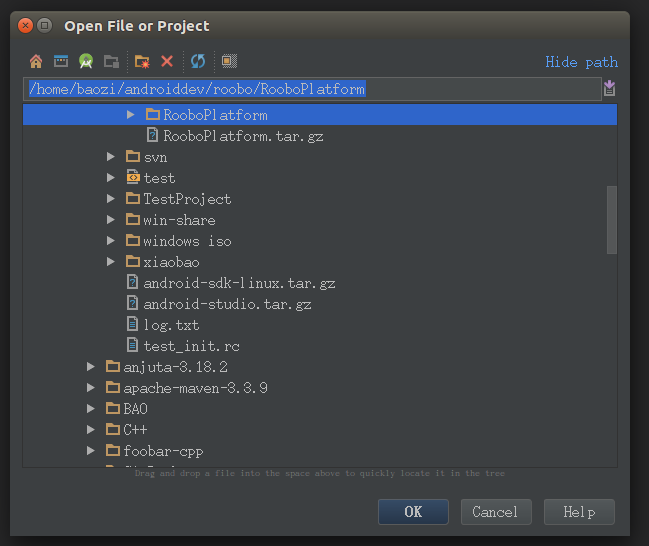 Open File or Project
Hide path
/home/baozi/androiddev/roobo/RooboPlatform
RooboPlatform
RooboPlatform.tar.gz
svn
test
TestProject
win-share
windows iso
xiaobao
android-sdk-linux.tar.gz
android-studio.tar.gz
log.txt
test_init.rc
anjuta-3.18.2
apache-maven-3.3.9
BAO
C++
foobar-cpp
Drag and drop a file into the space above to quickly locate it in the tree
OK
Cancel
Help